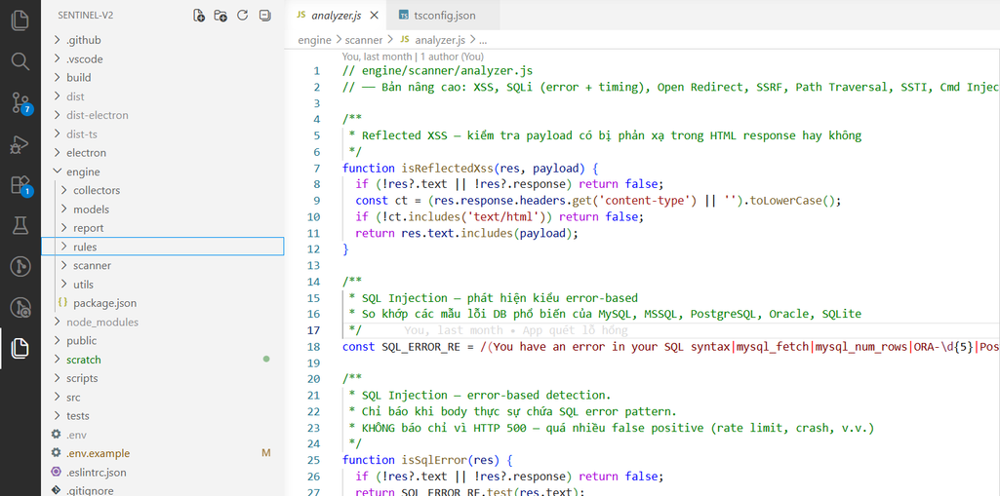 SENTINEL-V2
.github
.vscode
build
dist
dist-electron
dist-ts
electron
engine
collectors
models
report
rules
scanner
utils
{} package.json
node_modules
public
scratch
scripts
src
tests
.env
.env.example M
.eslintrc.json
.gitignore
7
1
JS analyzer.js
TS tsconfig.json
engine > scanner > JS analyzer.js > ...
You, last month | 1 author (You)
1 // engine/scanner/analyzer.js
2 // —— Bản nâng cao: XSS, SQLi (error + timing), Open Redirect, SSRF, Path Traversal, SSTI, Cmd Injec
3
4 /**
5 * Reflected XSS — kiểm tra payload có bị phản xạ trong HTML response hay không
6 */
7 function isReflectedXss(res, payload) {
8 if (!res?.text || !res?.response) return false;
9 const ct = (res.response.headers.get('content-type') || '').toLowerCase();
10 if (!ct.includes('text/html')) return false;
11 return res.text.includes(payload);
12 }
13
14 /**
15 * SQL Injection — phát hiện kiểu error-based
16 * So khớp các mẫu lỗi DB phổ biến của MySQL, MSSQL, PostgreSQL, Oracle, SQLite
17 */ You, last month • App quét lỗ hổng
18 const SQL_ERROR_RE = /(You have an error in your SQL syntax|mysql_fetch|mysql_num_rows|ORA-\d{5}|Pos
19
20 /**
21 * SQL Injection — error-based detection.
22 * Chỉ báo khi body thực sự chứa SQL error pattern.
23 * KHÔNG báo chỉ vì HTTP 500 — quá nhiều false positive (rate limit, crash, v.v.)
24 */
25 function isSqlError(res) {
26 if (!res?.text || !res?.response) return false;
27 return SQL_ERROR_RE.test(res.text);